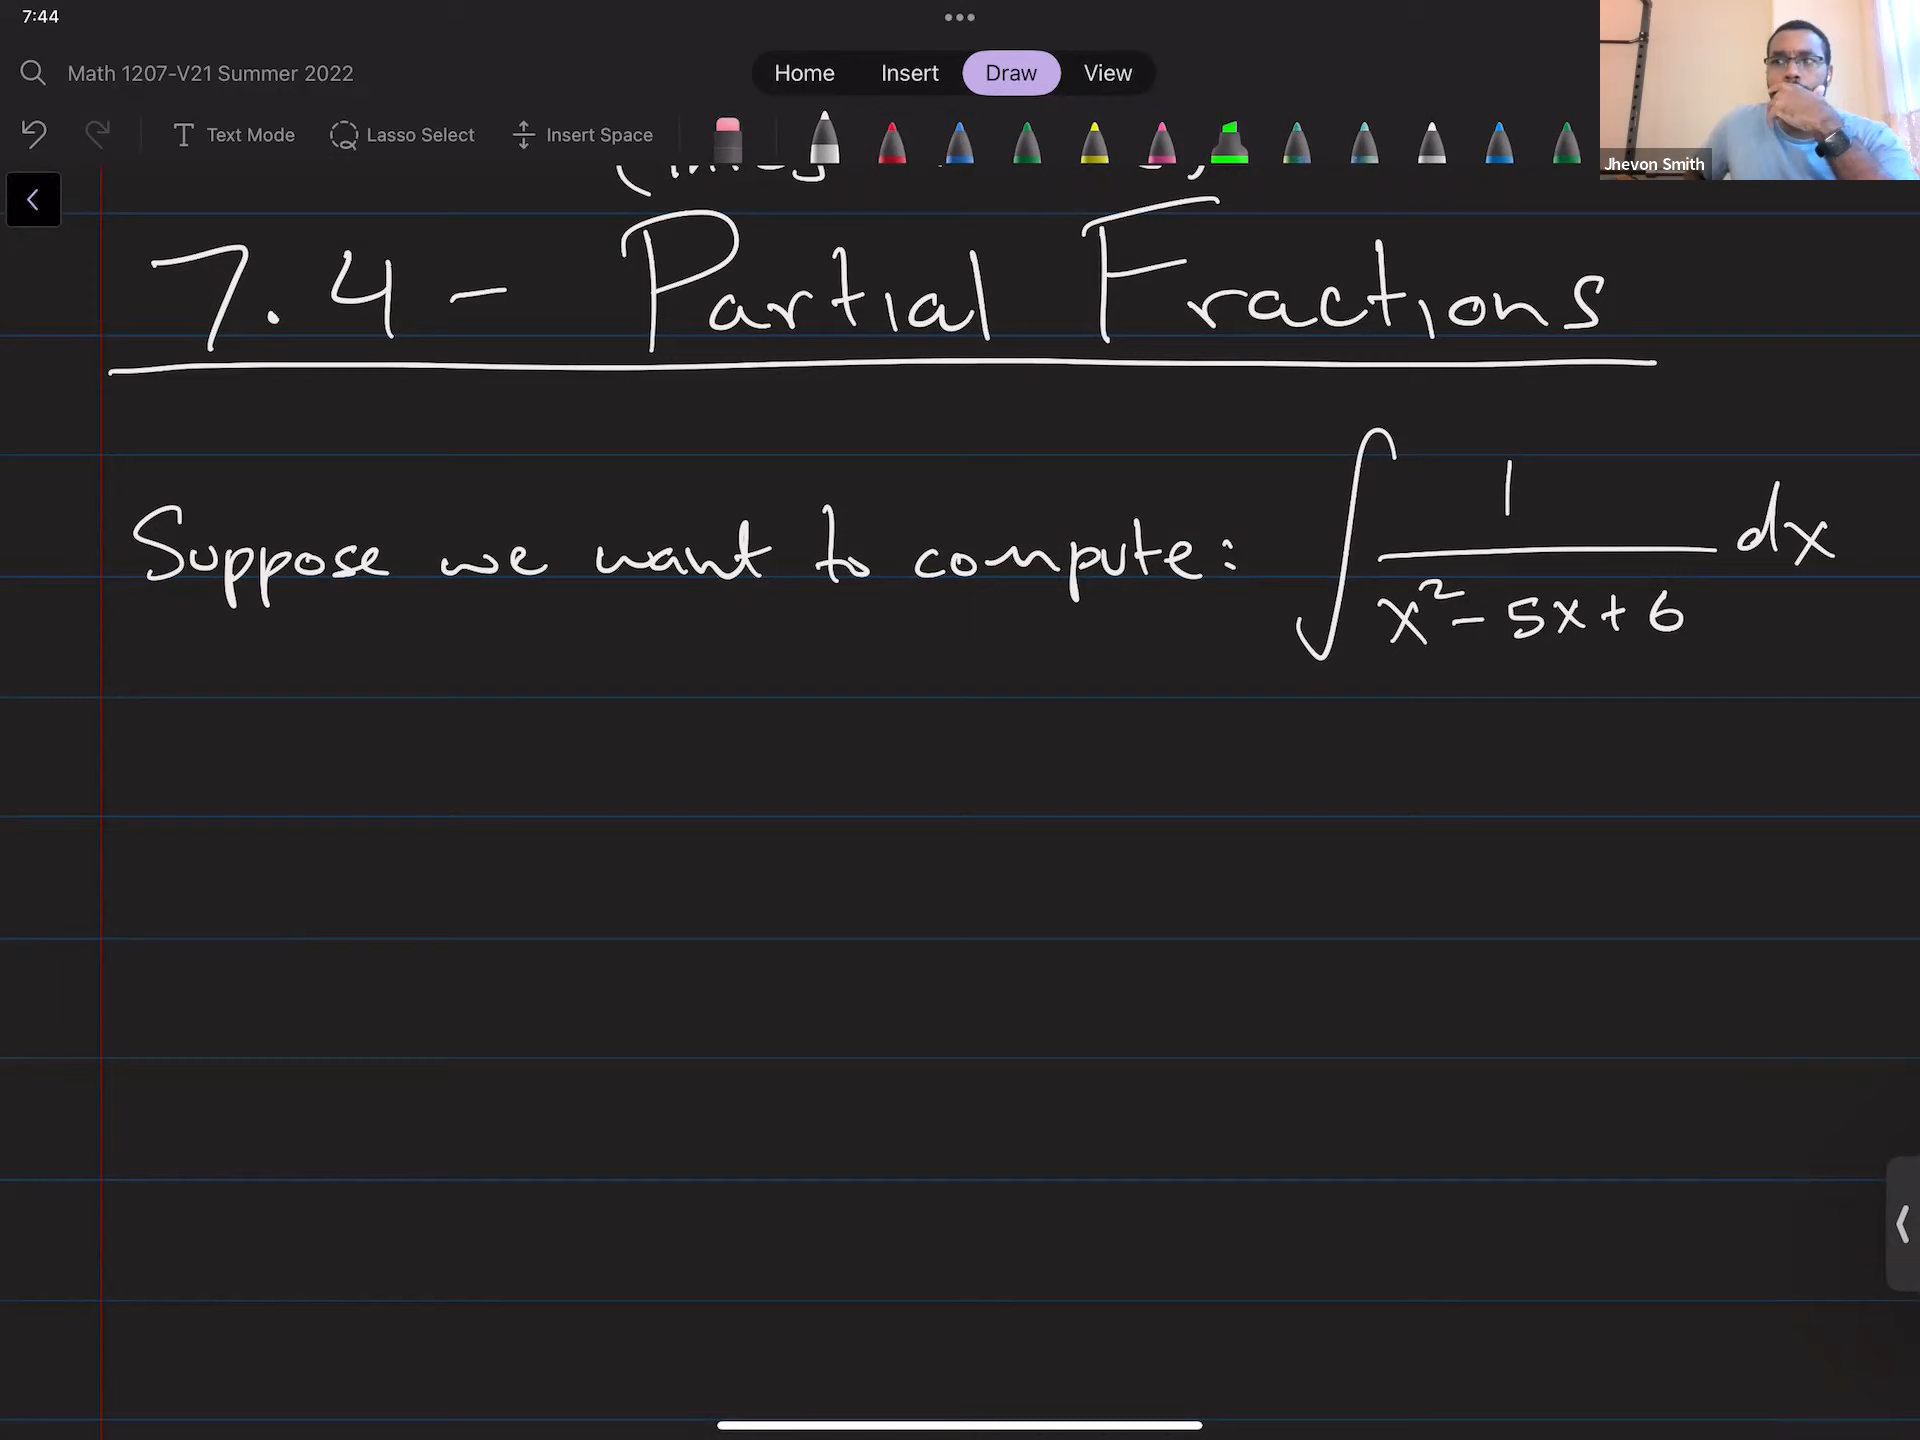 7:44
Math 1207-V21 Summer 2022
Home Insert Draw View
Text Mode Lasso Select Insert Space
Jhevon Smith
7.4 - Partial Fractions
Suppose we want to compute: ∫ 1/(x² - 5x + 6) dx